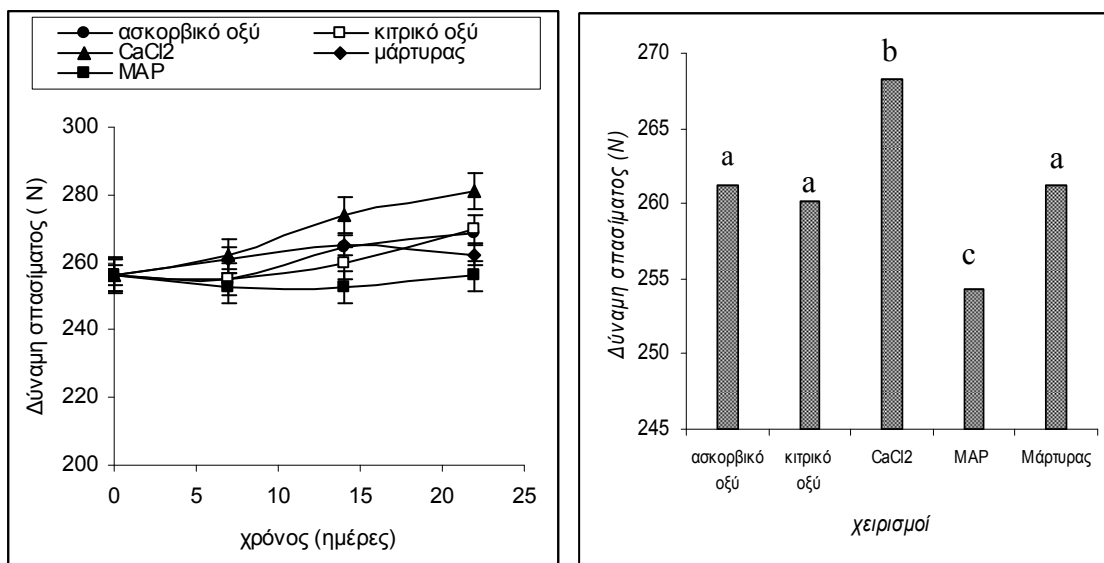 ασκορβικό οξύ
κιτρικό οξύ
CaCl2
μάρτυρας
MAP
Δύναμη σπασίματος ( N )
300
280
260
240
220
200
0
5
10
15
20
25
χρόνος (ημέρες)
Δύναμη σπασίματος (N)
270
265
260
255
250
245
a
a
b
c
a
ασκορβικό
οξύ
κιτρικό
οξύ
CaCl2
MAP
Μάρτυρας
χειρισμοί